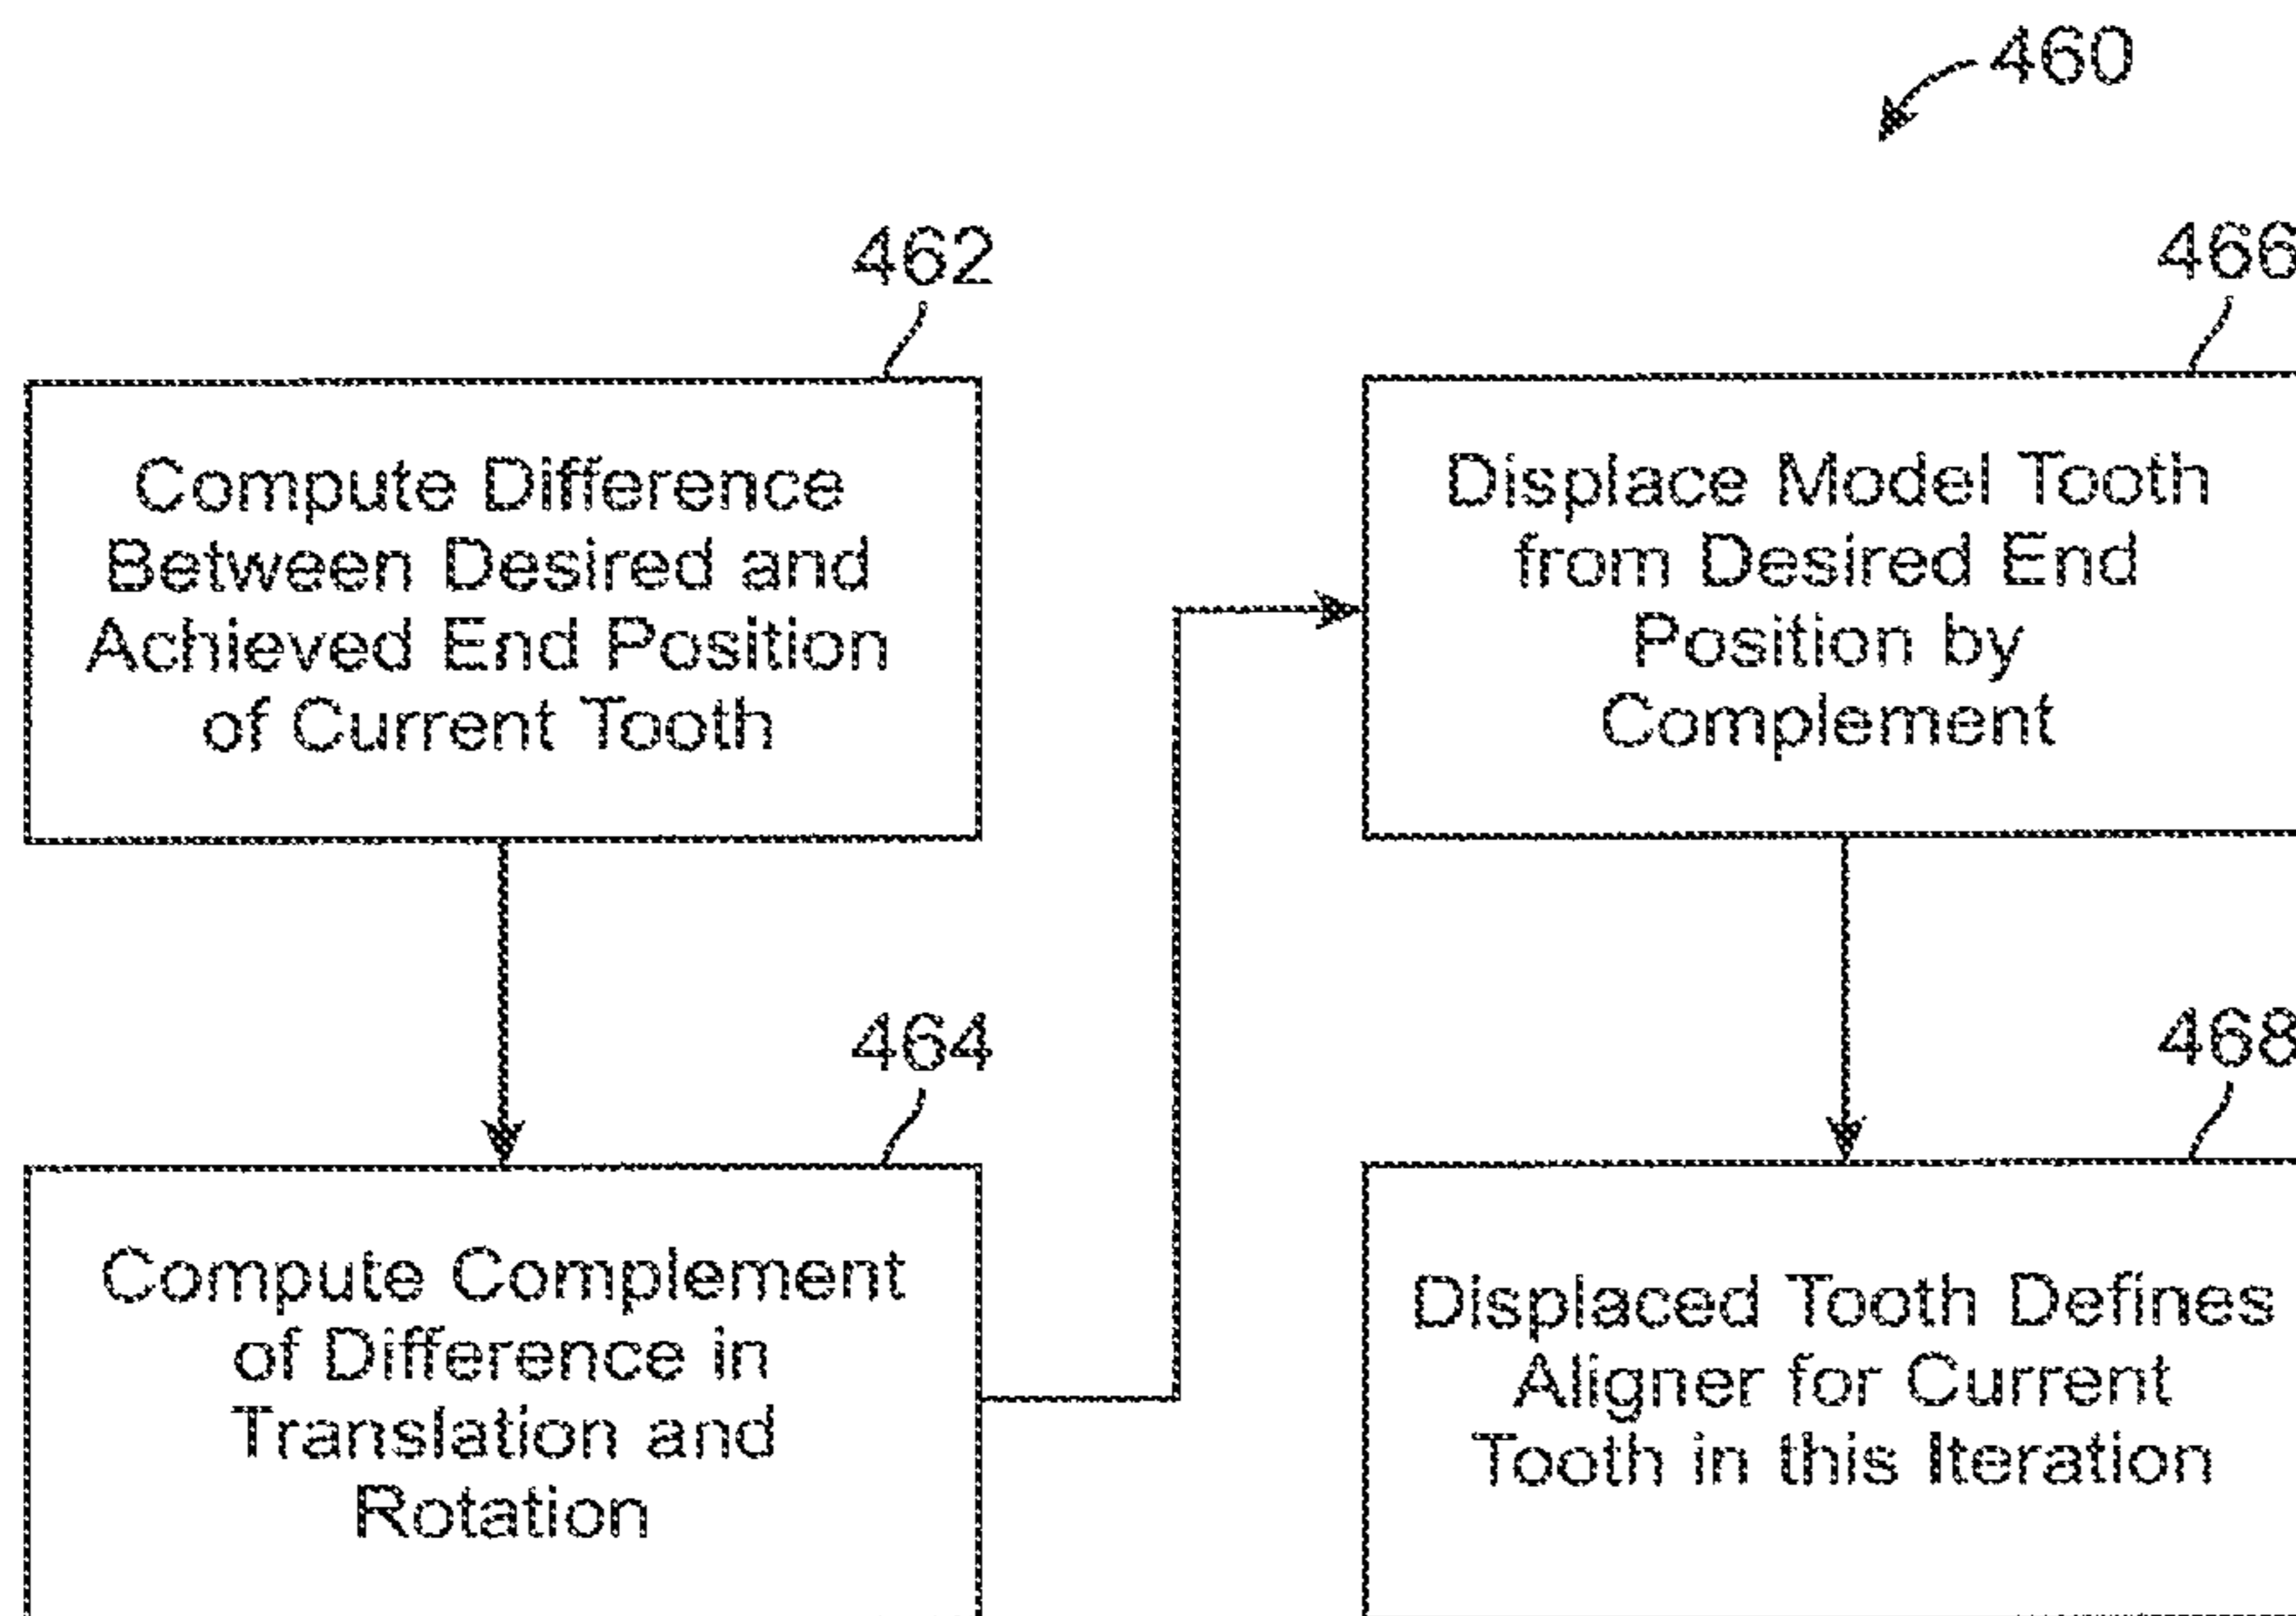 460
462
Compute Difference
Between Desired and
Achieved End Position
of Current Tooth
464
Compute Complement
of Difference in
Translation and
Rotation
466
Displace Model Tooth
from Desired End
Position by
Complement
468
Displaced Tooth Defines
Aligner for Current
Tooth in this Iteration